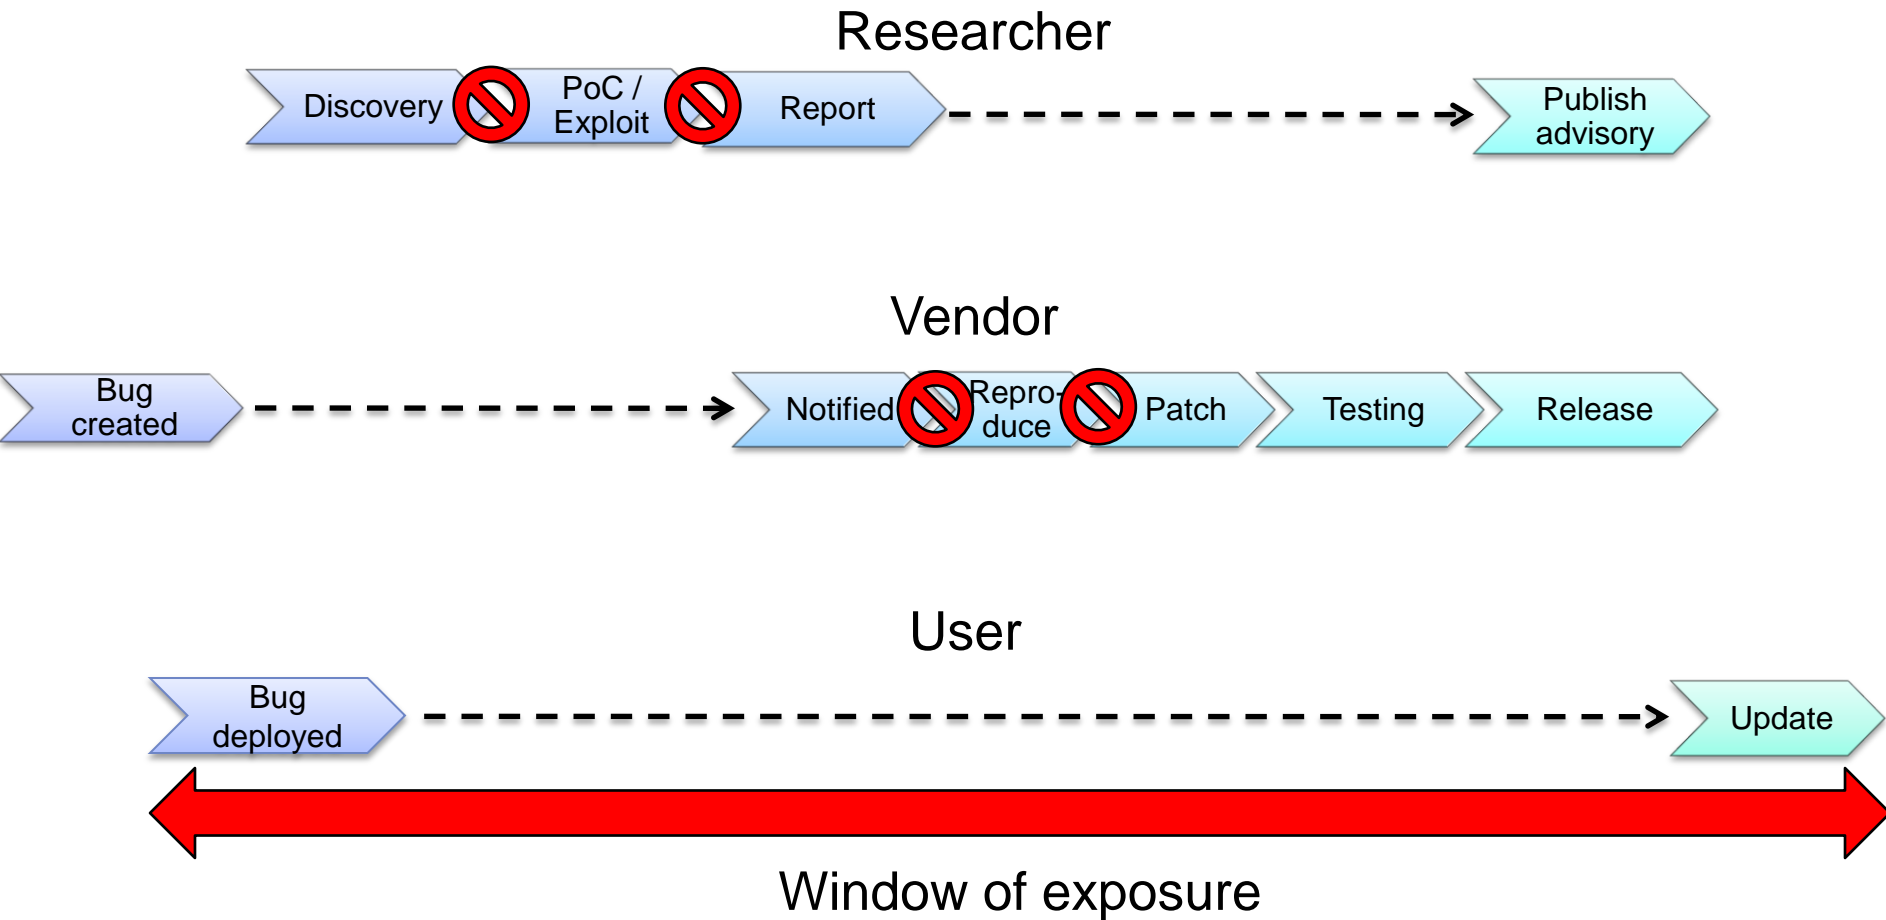 Researcher
Discovery
PoC /
Exploit
Report
Publish
advisory
Vendor
Bug
created
Notified
Repro-
duce
Patch
Testing
Release
User
Bug
deployed
Update
Window of exposure